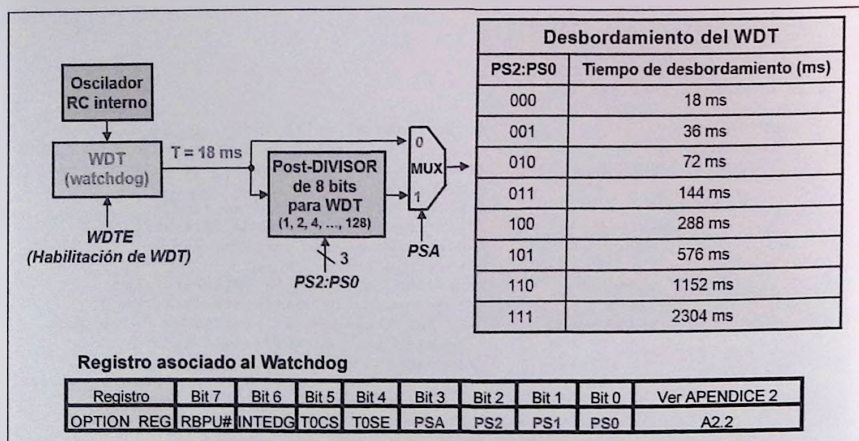 Oscilador
RC interno
WDT
(watchdog)
T = 18 ms
WDTE
(Habilitación de WDT)
Post-DIVISOR
de 8 bits
para WDT
(1, 2, 4, ..., 128)
3
PS2:PS0
0
MUX
1
PSA
Desbordamiento del WDT
PS2:PS0 Tiempo de desbordamiento (ms)
000 18 ms
001 36 ms
010 72 ms
011 144 ms
100 288 ms
101 576 ms
110 1152 ms
111 2304 ms
Registro asociado al Watchdog
Registro Bit 7 Bit 6 Bit 5 Bit 4 Bit 3 Bit 2 Bit 1 Bit 0 Ver APENDICE 2
OPTION_REG RBPU# INTEDG T0CS T0SE PSA PS2 PS1 PS0 A2.2